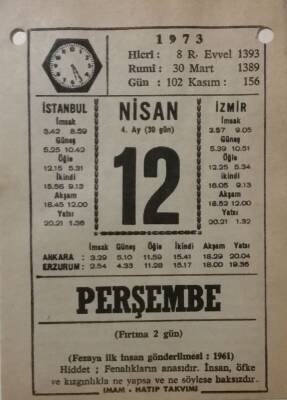 1973
Hicri: 8 R. Evvel 1393
Rumi: 30 Mart 1389
Gün: 102 Kasım: 156
İSTANBUL
İmsak
3.42 8.59
Güneş
5.25 10.42
Öğle
12.15 5.31
İkindi
15.56 9.13
Akşam
18.45 12.00
Yatsı
20.21 1.36
NİSAN
4. Ay (30 gün)
12
İZMİR
İmsak
3.57 9.05
Güneş
5.39 10.51
Öğle
12.25 5.34
İkindi
16.05 9.13
Akşam
18.52 12.00
Yatsı
20.21 1.38
İmsak Güneş Öğle İkindi Akşam Yatsı
ANKARA : 3.29 5.10 11.59 15.41 18.29 20.04
ERZURUM : 2.54 4.33 11.28 15.17 18.00 19.36
PERŞEMBE
(Fırtına 2 gün)
(Fezaya ilk insan gönderilmesi : 1961)
Hiddet ; Fenalıkların anasıdır. İnsan, öfke
ve kızgınlıkla ne yapsa ve ne söylese haksızdır.
İMAM - HATİP TAKVİMİ